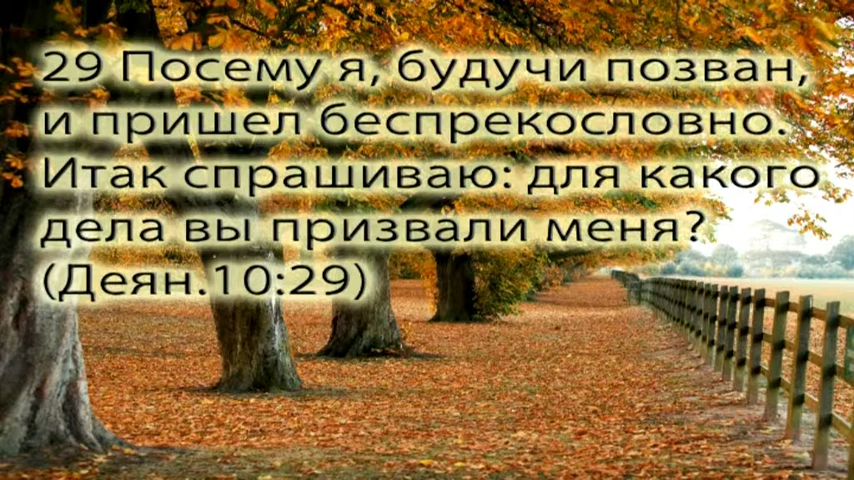 29 Посему я, будучи позван,
и пришел беспрекословно.
Итак спрашиваю: для какого
дела вы призвали меня?
(Деян.10:29)